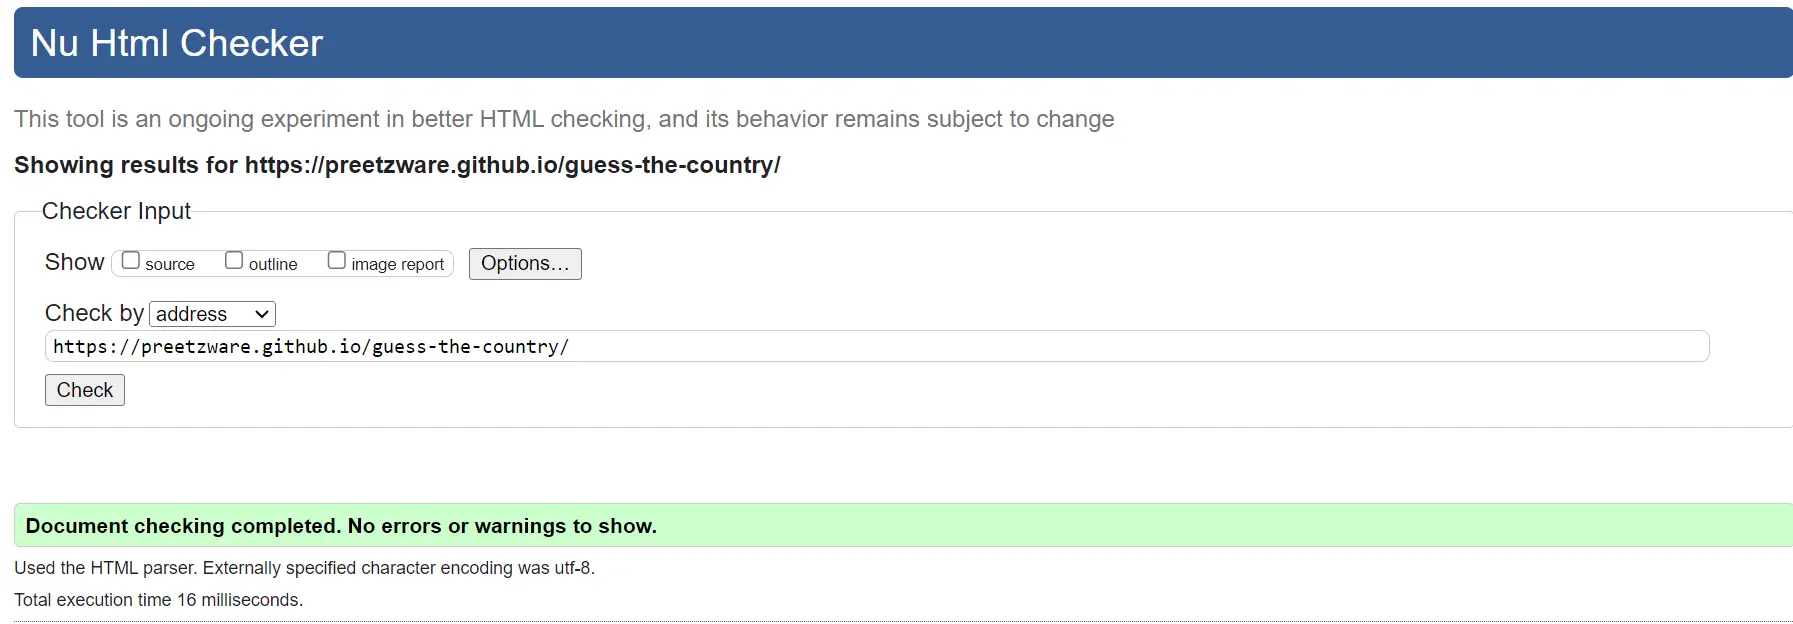 Nu Html Checker
This tool is an ongoing experiment in better HTML checking, and its behavior remains subject to change
Showing results for https://preetzware.github.io/guess-the-country/
Checker Input
Show source outline image report Options…
Check by address
https://preetzware.github.io/guess-the-country/
Check
Document checking completed. No errors or warnings to show.
Used the HTML parser. Externally specified character encoding was utf-8.
Total execution time 16 milliseconds.